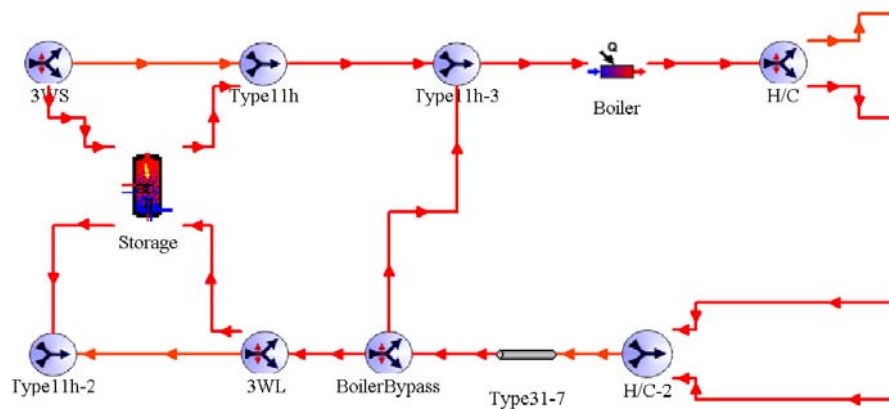 Q
3WS
Type11h
Type11h-3
Boiler
H/C
Storage
Type11h-2
3WL
BoilerBypass
Type31-7
H/C-2